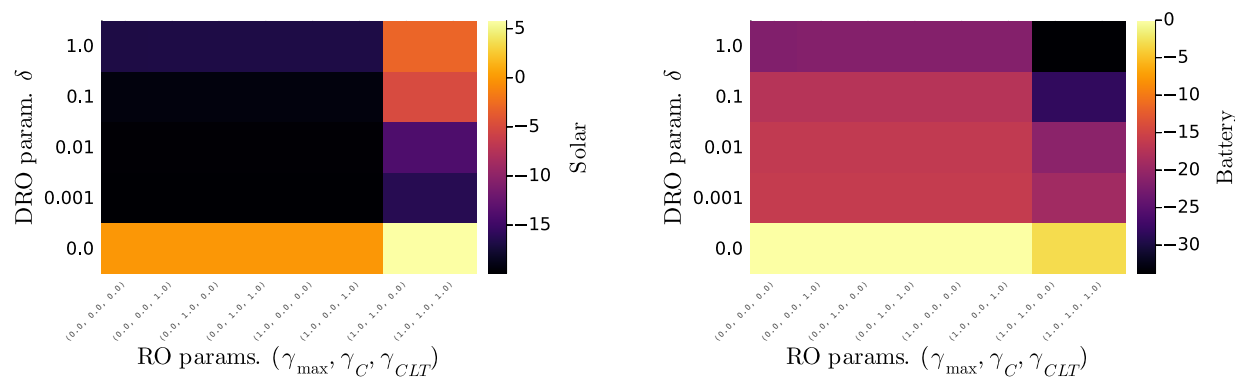 1.0
0.1
0.01
0.001
0.0
DRO param. δ
(0.0, 0.0, 0.0)
(0.0, 0.0, 1.0)
(0.0, 1.0, 0.0)
(0.0, 1.0, 1.0)
(1.0, 0.0, 0.0)
(1.0, 0.0, 1.0)
(1.0, 1.0, 0.0)
(1.0, 1.0, 1.0)
RO params. (γmax, γC, γCLT)
5
0
−5
−10
−15
Solar
1.0
0.1
0.01
0.001
0.0
DRO param. δ
(0.0, 0.0, 0.0)
(0.0, 0.0, 1.0)
(0.0, 1.0, 0.0)
(0.0, 1.0, 1.0)
(1.0, 0.0, 0.0)
(1.0, 0.0, 1.0)
(1.0, 1.0, 0.0)
(1.0, 1.0, 1.0)
RO params. (γmax, γC, γCLT)
0
−5
−10
−15
−20
−25
−30
Battery